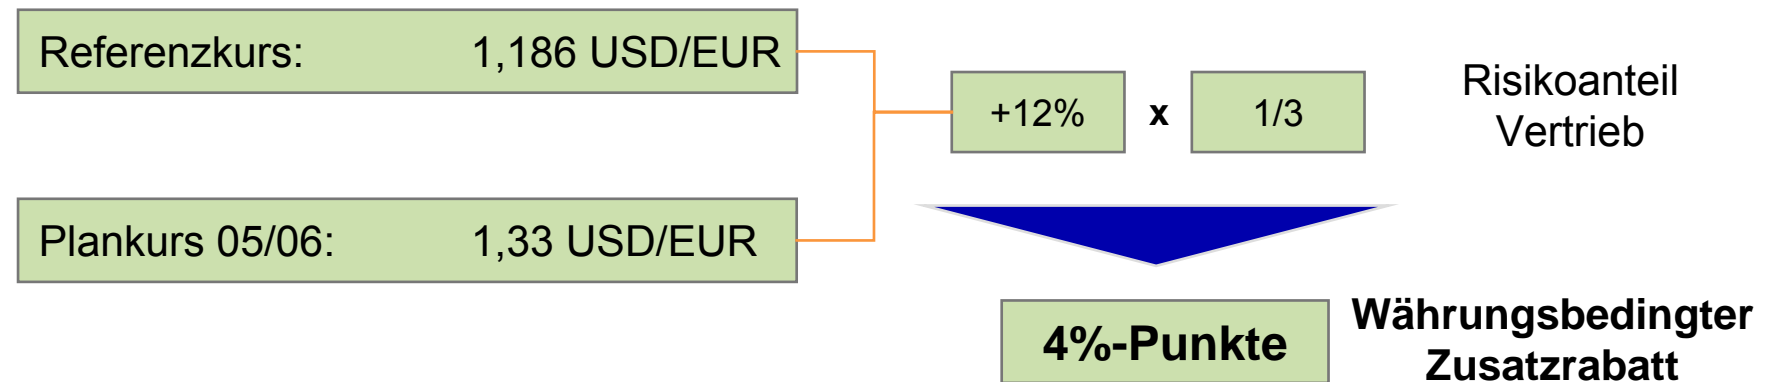 Referenzkurs: 1,186 USD/EUR
+12% x 1/3
Risikoanteil
Vertrieb
Plankurs 05/06: 1,33 USD/EUR
4%-Punkte
Währungsbedingter
Zusatzrabatt